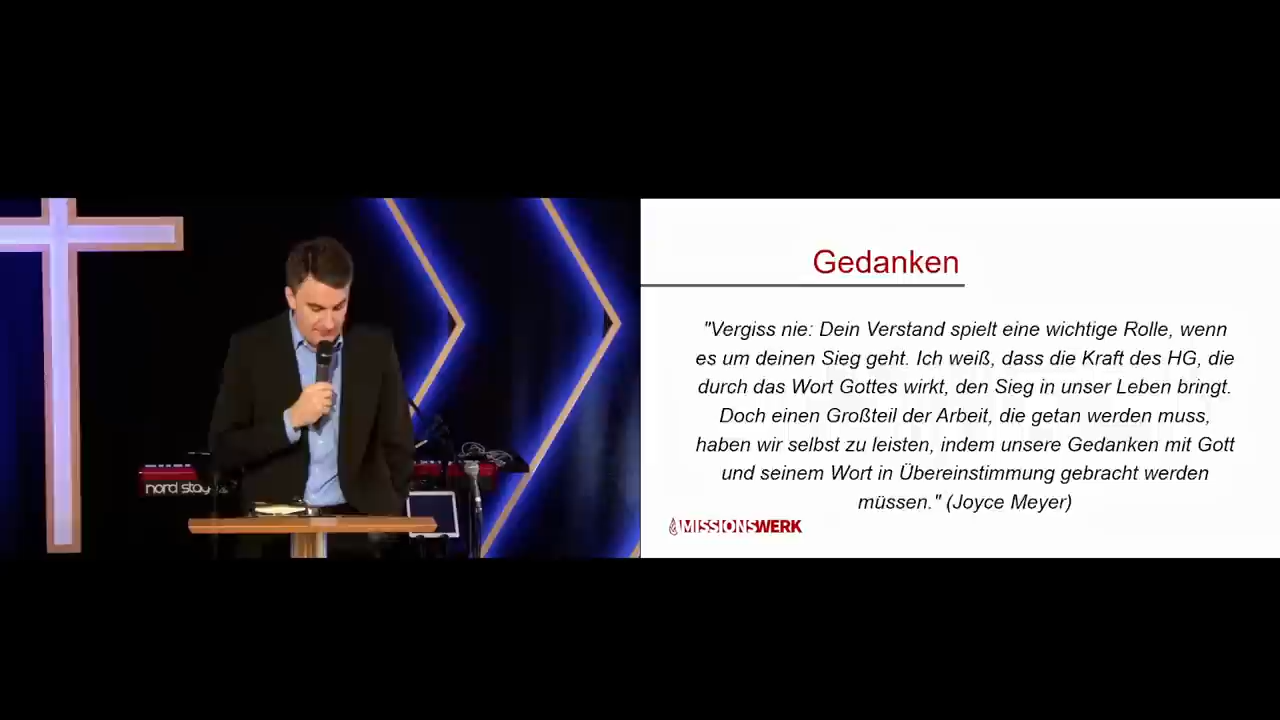 nord stag
Gedanken
"Vergiss nie: Dein Verstand spielt eine wichtige Rolle, wenn
es um deinen Sieg geht. Ich weiß, dass die Kraft des HG, die
durch das Wort Gottes wirkt, den Sieg in unser Leben bringt.
Doch einen Großteil der Arbeit, die getan werden muss,
haben wir selbst zu leisten, indem unsere Gedanken mit Gott
und seinem Wort in Übereinstimmung gebracht werden
müssen." (Joyce Meyer)
MISSIONSWERK